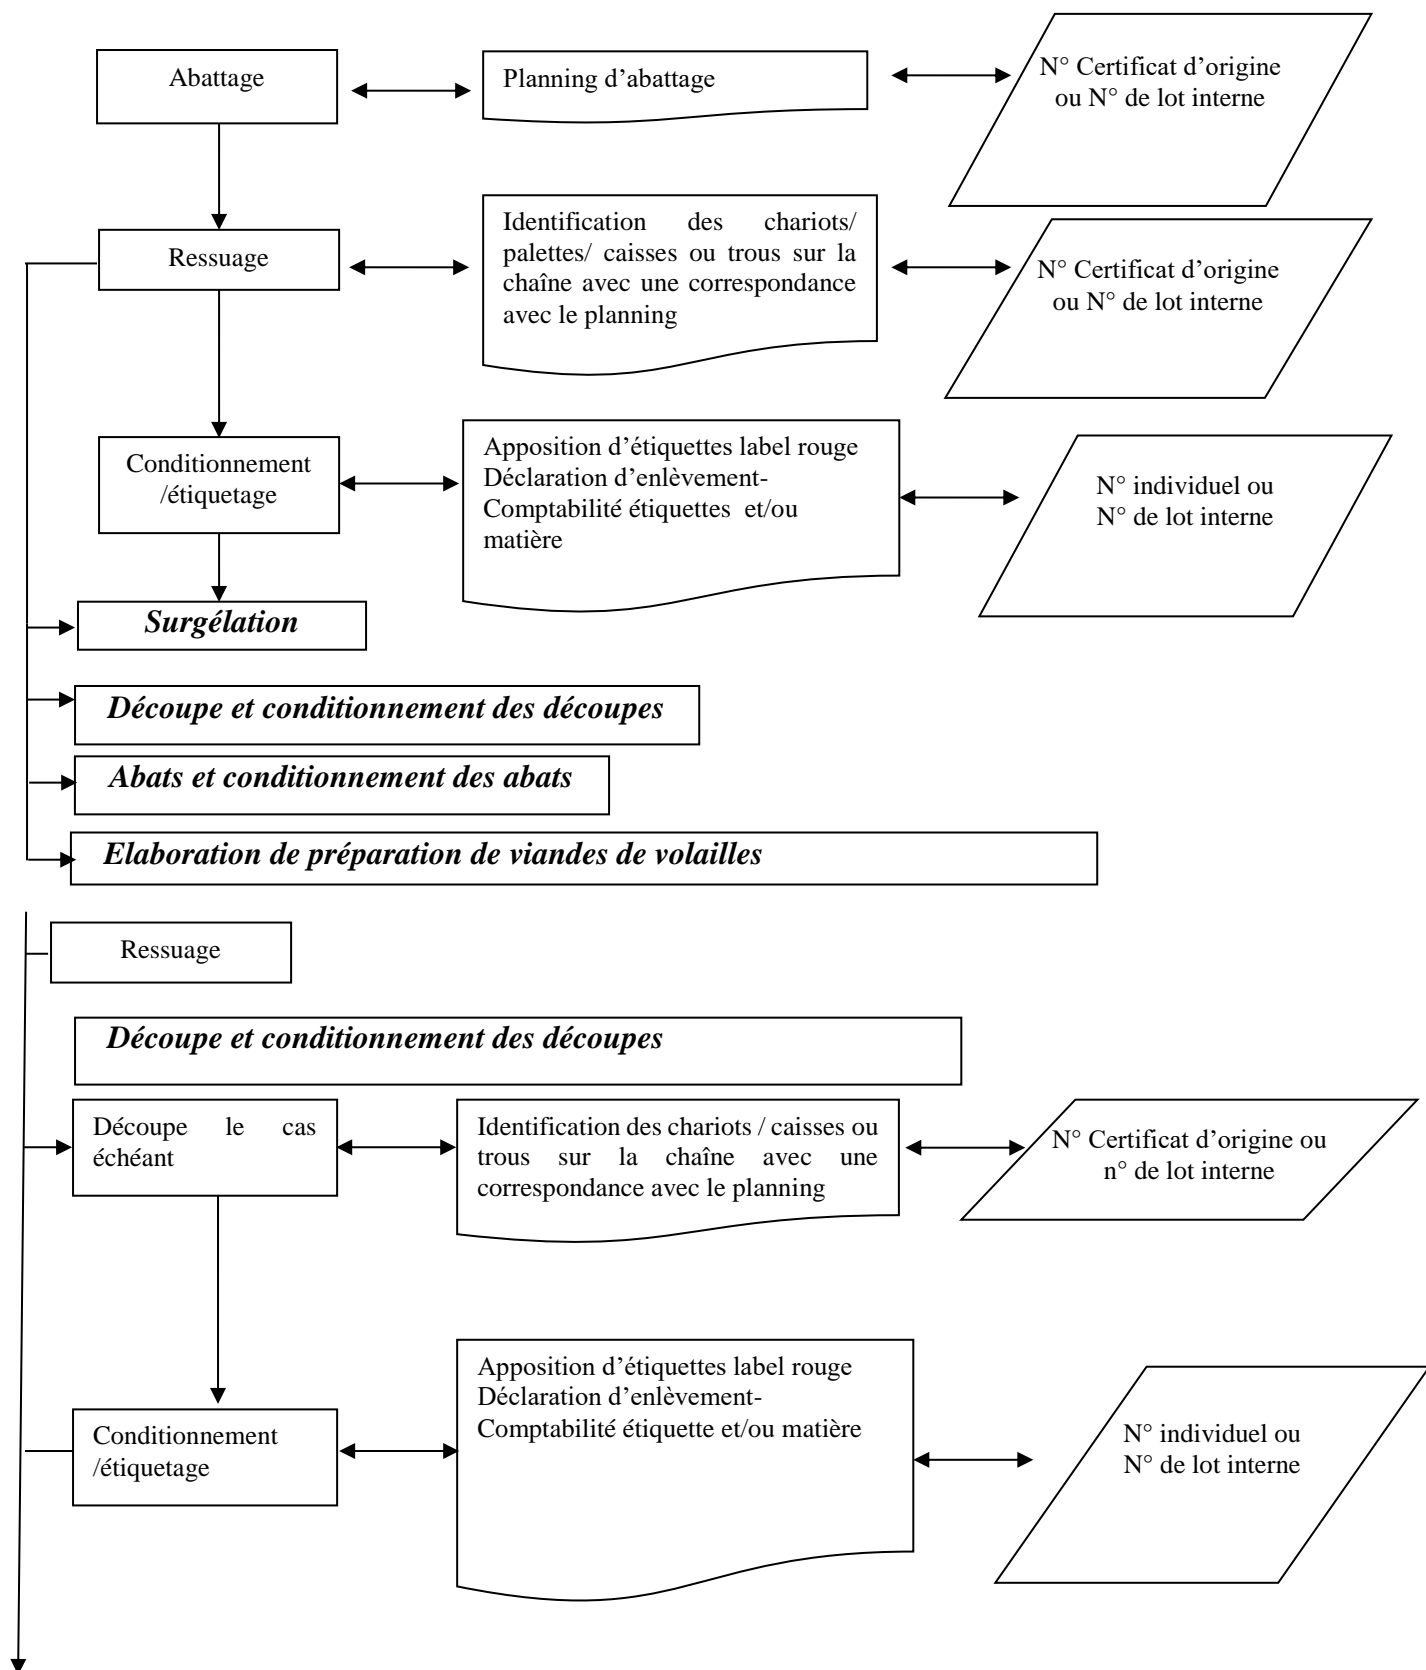 Abattage
Planning d’abattage
N° Certificat d’origine
ou N° de lot interne
Ressuage
Identification des chariots/
palettes/ caisses ou trous sur la
chaîne avec une correspondance
avec le planning
N° Certificat d’origine
ou N° de lot interne
Conditionnement
/étiquetage
Apposition d’étiquettes label rouge
Déclaration d’enlèvement-
Comptabilité étiquettes et/ou
matière
N° individuel ou
N° de lot interne
Surgélation
Découpe et conditionnement des découpes
Abats et conditionnement des abats
Elaboration de préparation de viandes de volailles
Ressuage
Découpe et conditionnement des découpes
Découpe le cas
échéant
Identification des chariots / caisses ou
trous sur la chaîne avec une
correspondance avec le planning
N° Certificat d’origine ou
n° de lot interne
Conditionnement
/étiquetage
Apposition d’étiquettes label rouge
Déclaration d’enlèvement-
Comptabilité étiquette et/ou matière
N° individuel ou
N° de lot interne